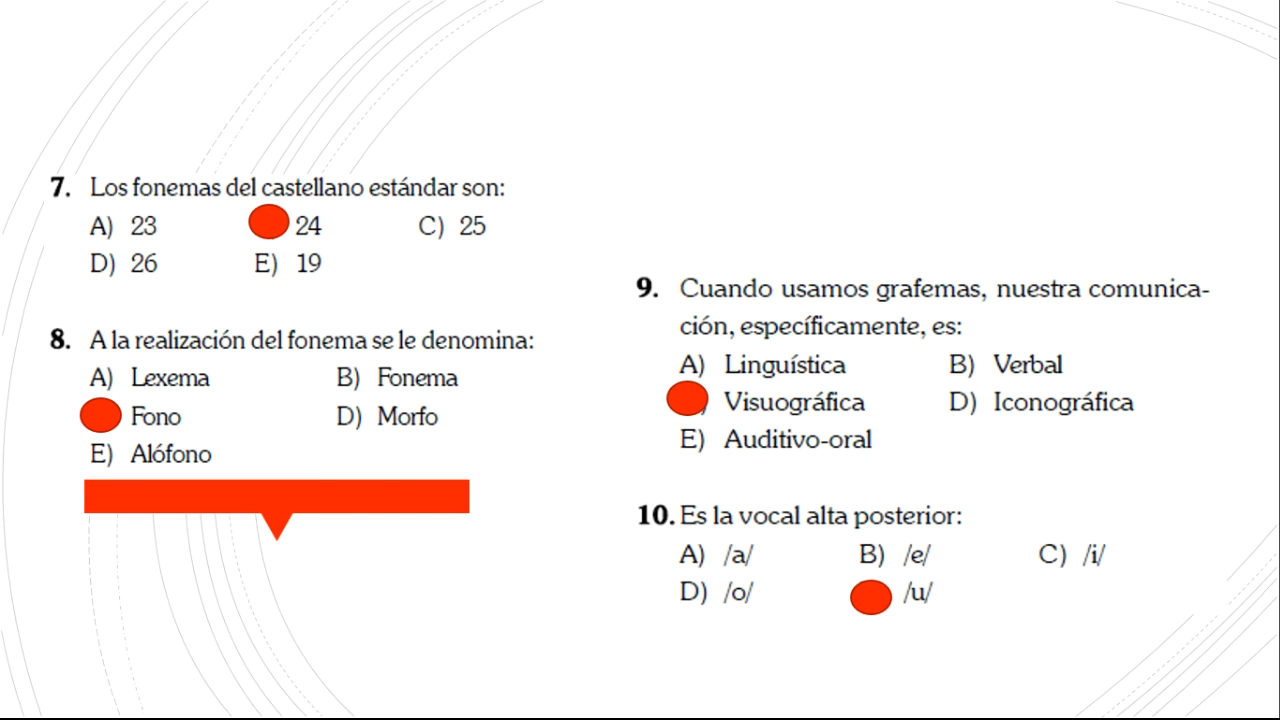 7. Los fonemas del castellano estándar son:
A) 23 24 C) 25
D) 26 E) 19
8. A la realización del fonema se le denomina:
A) Lexema B) Fonema
Fono D) Morfo
E) Alófono
9. Cuando usamos grafemas, nuestra comunica-
ción, específicamente, es:
A) Linguística B) Verbal
Visuográfica D) Iconográfica
E) Auditivo-oral
10. Es la vocal alta posterior:
A) /a/ B) /e/ C) /i/
D) /o/ /u/